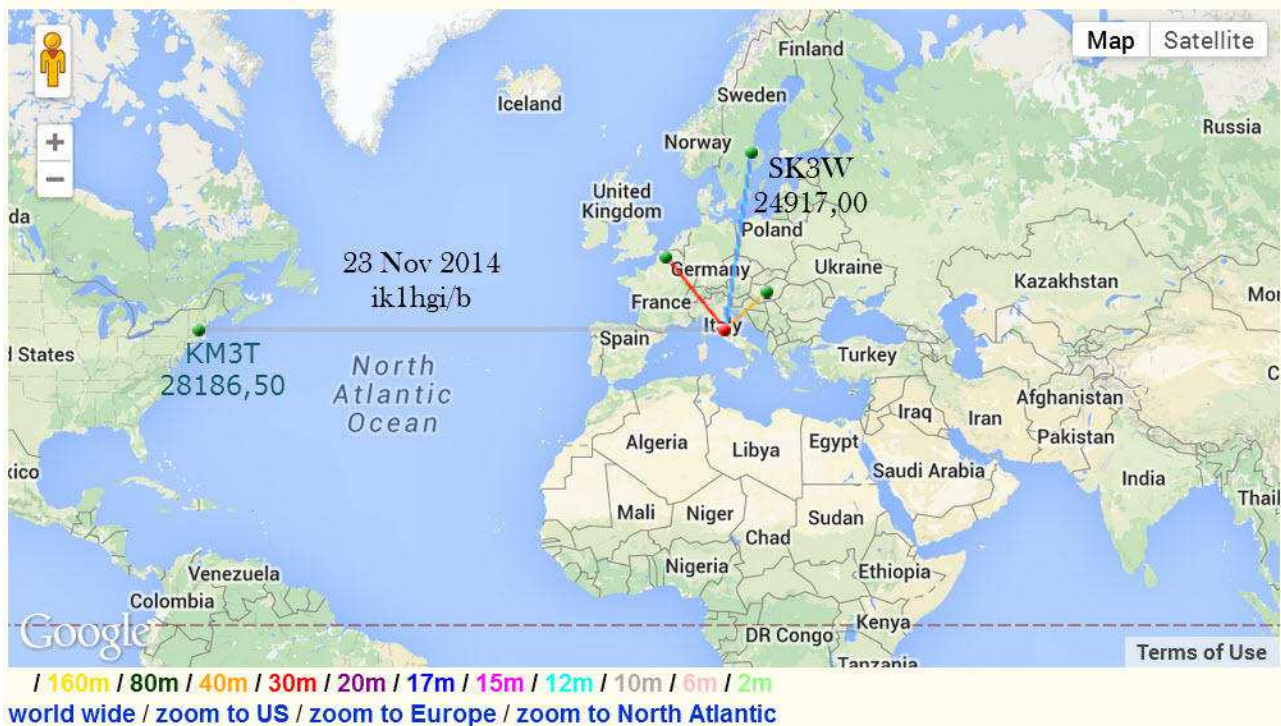 Finland
Map
Satellite
Sweden
Iceland
Russia
Norway
SK3W
24917,00
United
Kingdom
da
Poland
23 Nov 2014
ik1hgi/b
Germany
Ukraine
Kazakhstan
France
Mor
Italy
Spain
d States
KM3T
28186,50
North
Atlantic
Ocean
Turkey
C
Afghanistan
Iraq
Iran
Algeria
Libya
Egypt
Pakistan
xico
Saudi Arabia
India
Thail
Mali
Niger
Sudan
Chad
Nigeria
Ethiopia
Venezuela
Colombia
Google
Kenya
DR Congo
Terms of Use
Tanzania
/ 160m / 80m / 40m / 30m / 20m / 17m / 15m / 12m / 10m / 6m / 2m
world wide / zoom to US / zoom to Europe / zoom to North Atlantic